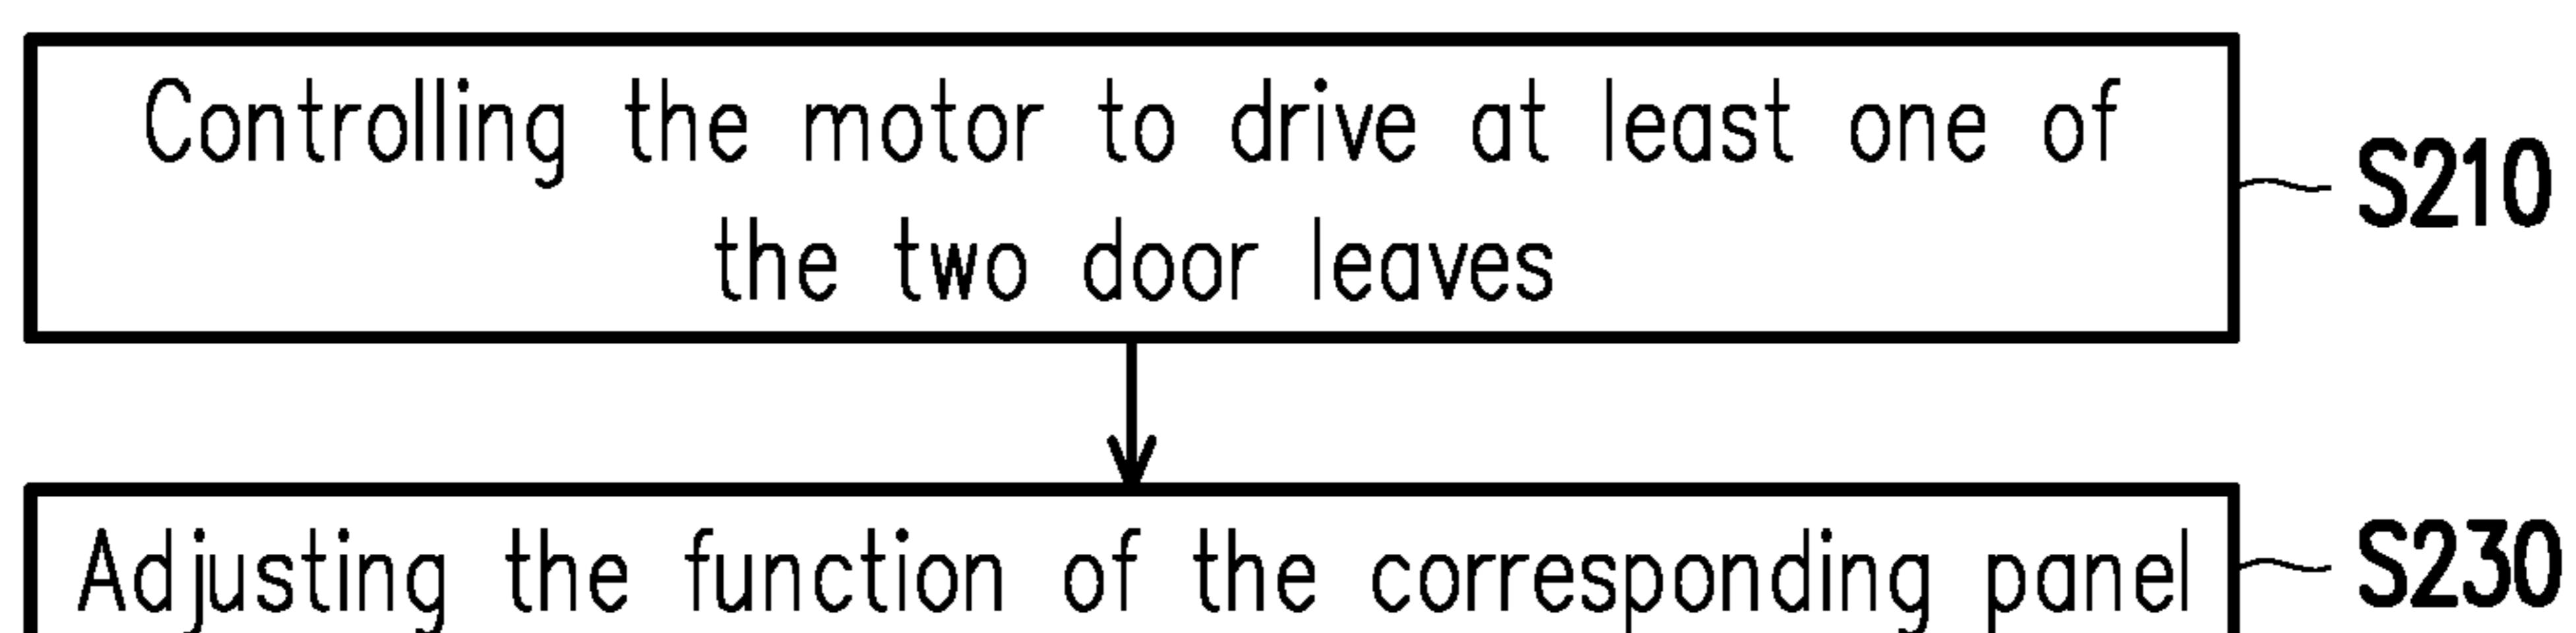 Controlling the motor to drive at least one of
the two door leaves
S210
Adjusting the function of the corresponding panel
S230